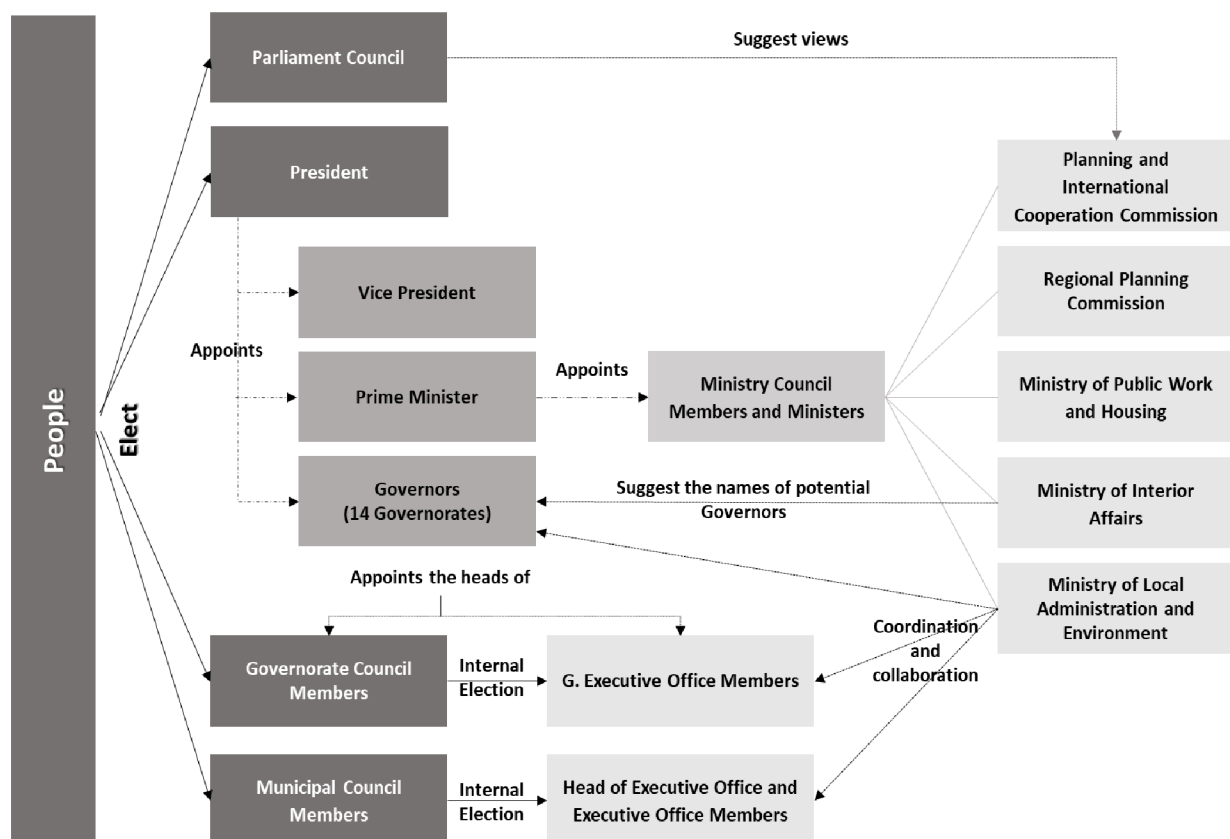 People
Elect
Parliament Council
Suggest views
President
Planning and
International
Cooperation Commission
Vice President
Regional Planning
Commission
Appoints
Prime Minister
Appoints
Ministry Council
Members and Ministers
Ministry of Public Work
and Housing
Governors
(14 Governorates)
Suggest the names of potential
Governors
Ministry of Interior
Affairs
Appoints the heads of
Ministry of Local
Administration and
Environment
Coordination
and
collaboration
Governorate Council
Members
Internal
Election
G. Executive Office Members
Municipal Council
Members
Internal
Election
Head of Executive Office and
Executive Office Members